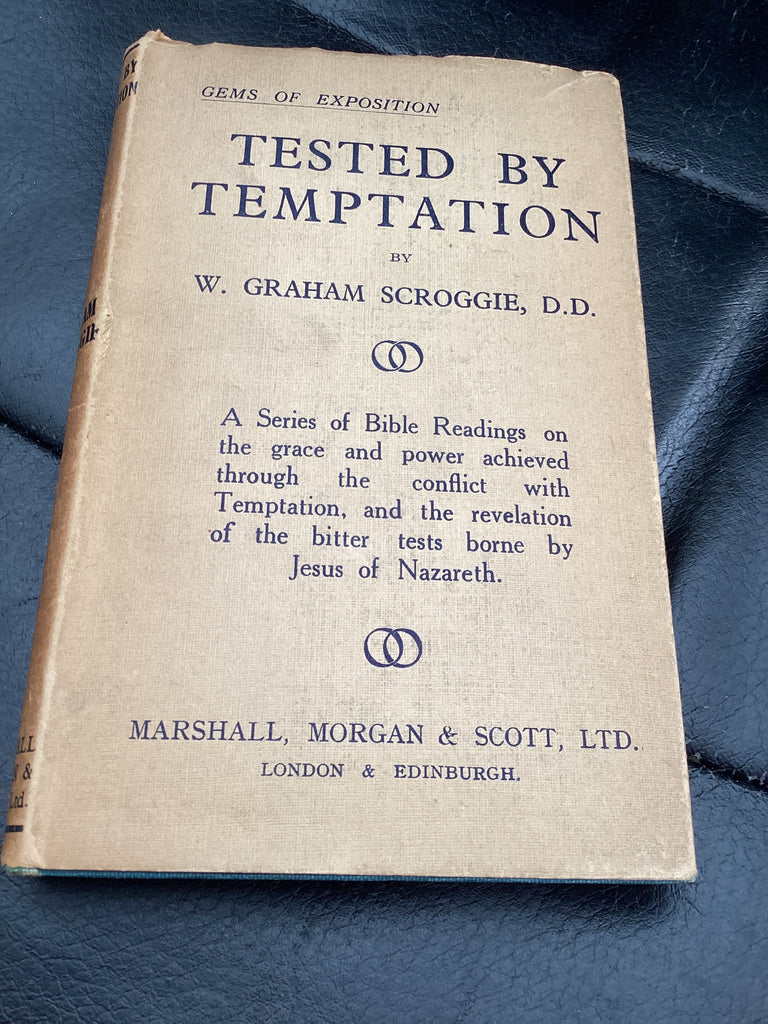 GEMS OF EXPOSITION
TESTED BY
TEMPTATION
BY
W. GRAHAM SCROGGIE, D.D.
A Series of Bible Readings on
the grace and power achieved
through the conflict with
Temptation, and the revelation
of the bitter tests borne by
Jesus of Nazareth.
MARSHALL, MORGAN & SCOTT, LTD.
LONDON & EDINBURGH.
BY
&
Ltd.